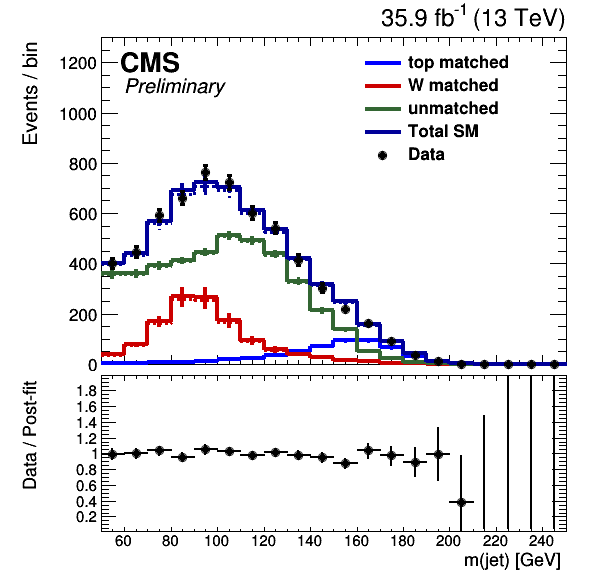 35.9 fb⁻¹ (13 TeV)
Events / bin
1200
1000
800
600
400
200
0
CMS
Preliminary
top matched
W matched
unmatched
Total SM
Data
Data / Post-fit
1.8
1.6
1.4
1.2
1
0.8
0.6
0.4
0.2
60 80 100 120 140 160 180 200 220 240
m(jet) [GeV]